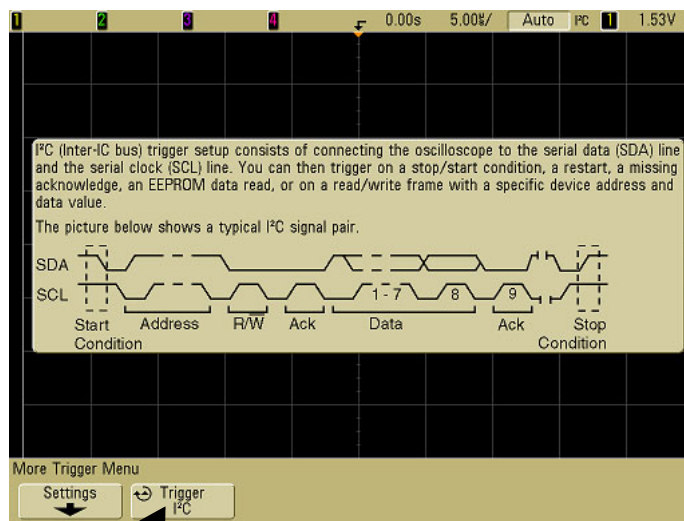 1 2 3 4 0.00s 5.00%/ Auto I²C 1 1.53V
I²C (Inter-IC bus) trigger setup consists of connecting the oscilloscope to the serial data (SDA) line
and the serial clock (SCL) line. You can then trigger on a stop/start condition, a restart, a missing
acknowledge, an EEPROM data read, or on a read/write frame with a specific device address and
data value.
The picture below shows a typical I²C signal pair.
SDA
SCL 1 - 7 8 9
Start Address R/W̅ Ack Data Ack Stop
Condition Condition
More Trigger Menu
Settings Trigger
I²C